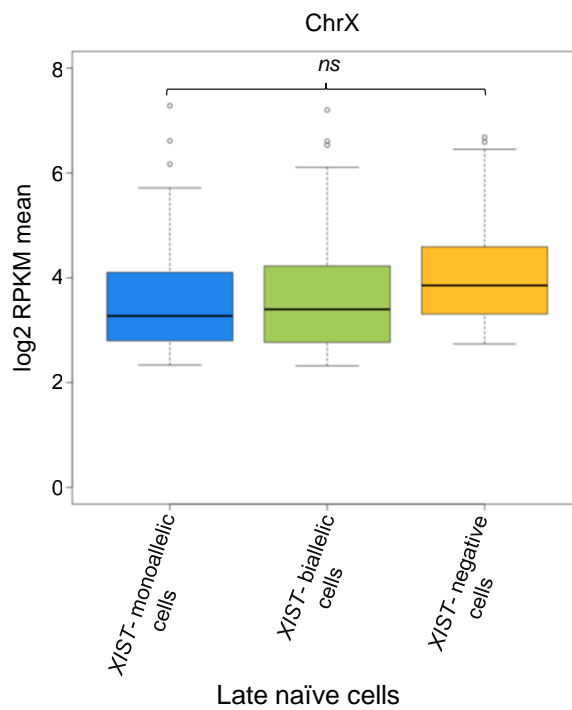 ChrX
ns
8
6
4
2
0
log2 RPKM mean
XIST- monoallelic
cells
XIST- biallelic
cells
XIST- negative
cells
Late naïve cells